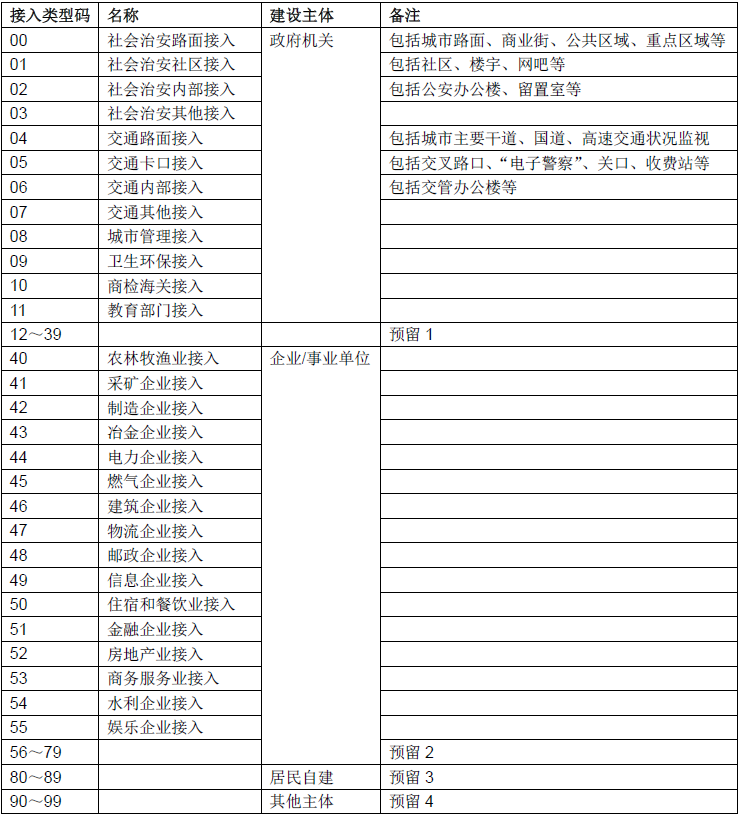 接入类型码 名称 建设主体 备注
00 社会治安路面接入 政府机关 包括城市路面、商业街、公共区域、重点区域等
01 社会治安社区接入 包括社区、楼宇、网吧等
02 社会治安内部接入 包括公安办公楼、留置室等
03 社会治安其他接入
04 交通路面接入 包括城市主要干道、国道、高速交通状况监视
05 交通卡口接入 包括交叉路口、“电子警察”、关口、收费站等
06 交通内部接入 包括交管办公楼等
07 交通其他接入
08 城市管理接入
09 卫生环保接入
10 商检海关接入
11 教育部门接入
12～39 预留 1
40 农林牧渔业接入 企业/事业单位
41 采矿企业接入
42 制造企业接入
43 冶金企业接入
44 电力企业接入
45 燃气企业接入
46 建筑企业接入
47 物流企业接入
48 邮政企业接入
49 信息企业接入
50 住宿和餐饮业接入
51 金融企业接入
52 房地产业接入
53 商务服务业接入
54 水利企业接入
55 娱乐企业接入
56～79 预留 2
80～89 居民自建 预留 3
90～99 其他主体 预留 4